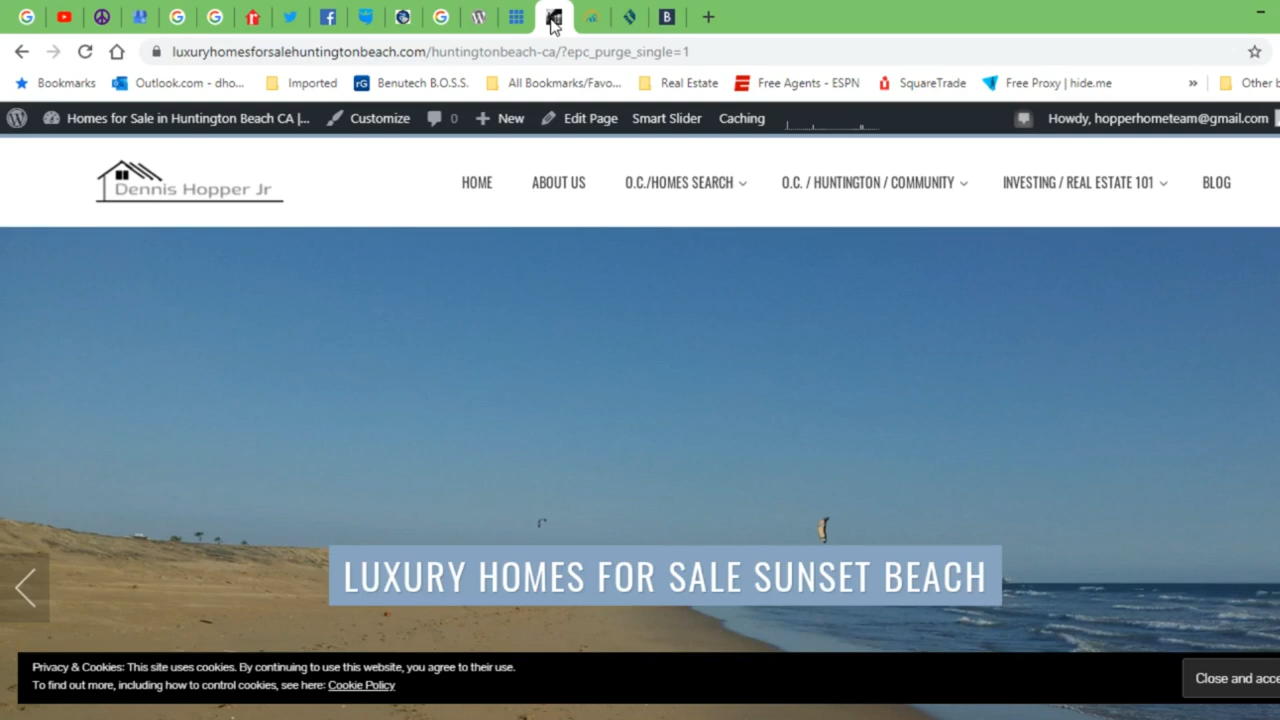 luxuryhomesforsalehuntingtonbeach.com/huntingtonbeach-ca/?epc_purge_single=1
Bookmarks Outlook.com - dho... Imported rG Benutech B.O.S.S. All Bookmarks/Favo... Real Estate Free Agents - ESPN SquareTrade Free Proxy | hide.me » Other b
Homes for Sale in Huntington Beach CA |... Customize 0 New Edit Page Smart Slider Caching Howdy, hopperhometeam@gmail.com
Dennis Hopper Jr HOME ABOUT US O.C./HOMES SEARCH O.C. / HUNTINGTON / COMMUNITY INVESTING / REAL ESTATE 101 BLOG
LUXURY HOMES FOR SALE SUNSET BEACH
Privacy & Cookies: This site uses cookies. By continuing to use this website, you agree to their use.
To find out more, including how to control cookies, see here: Cookie Policy
Close and acce